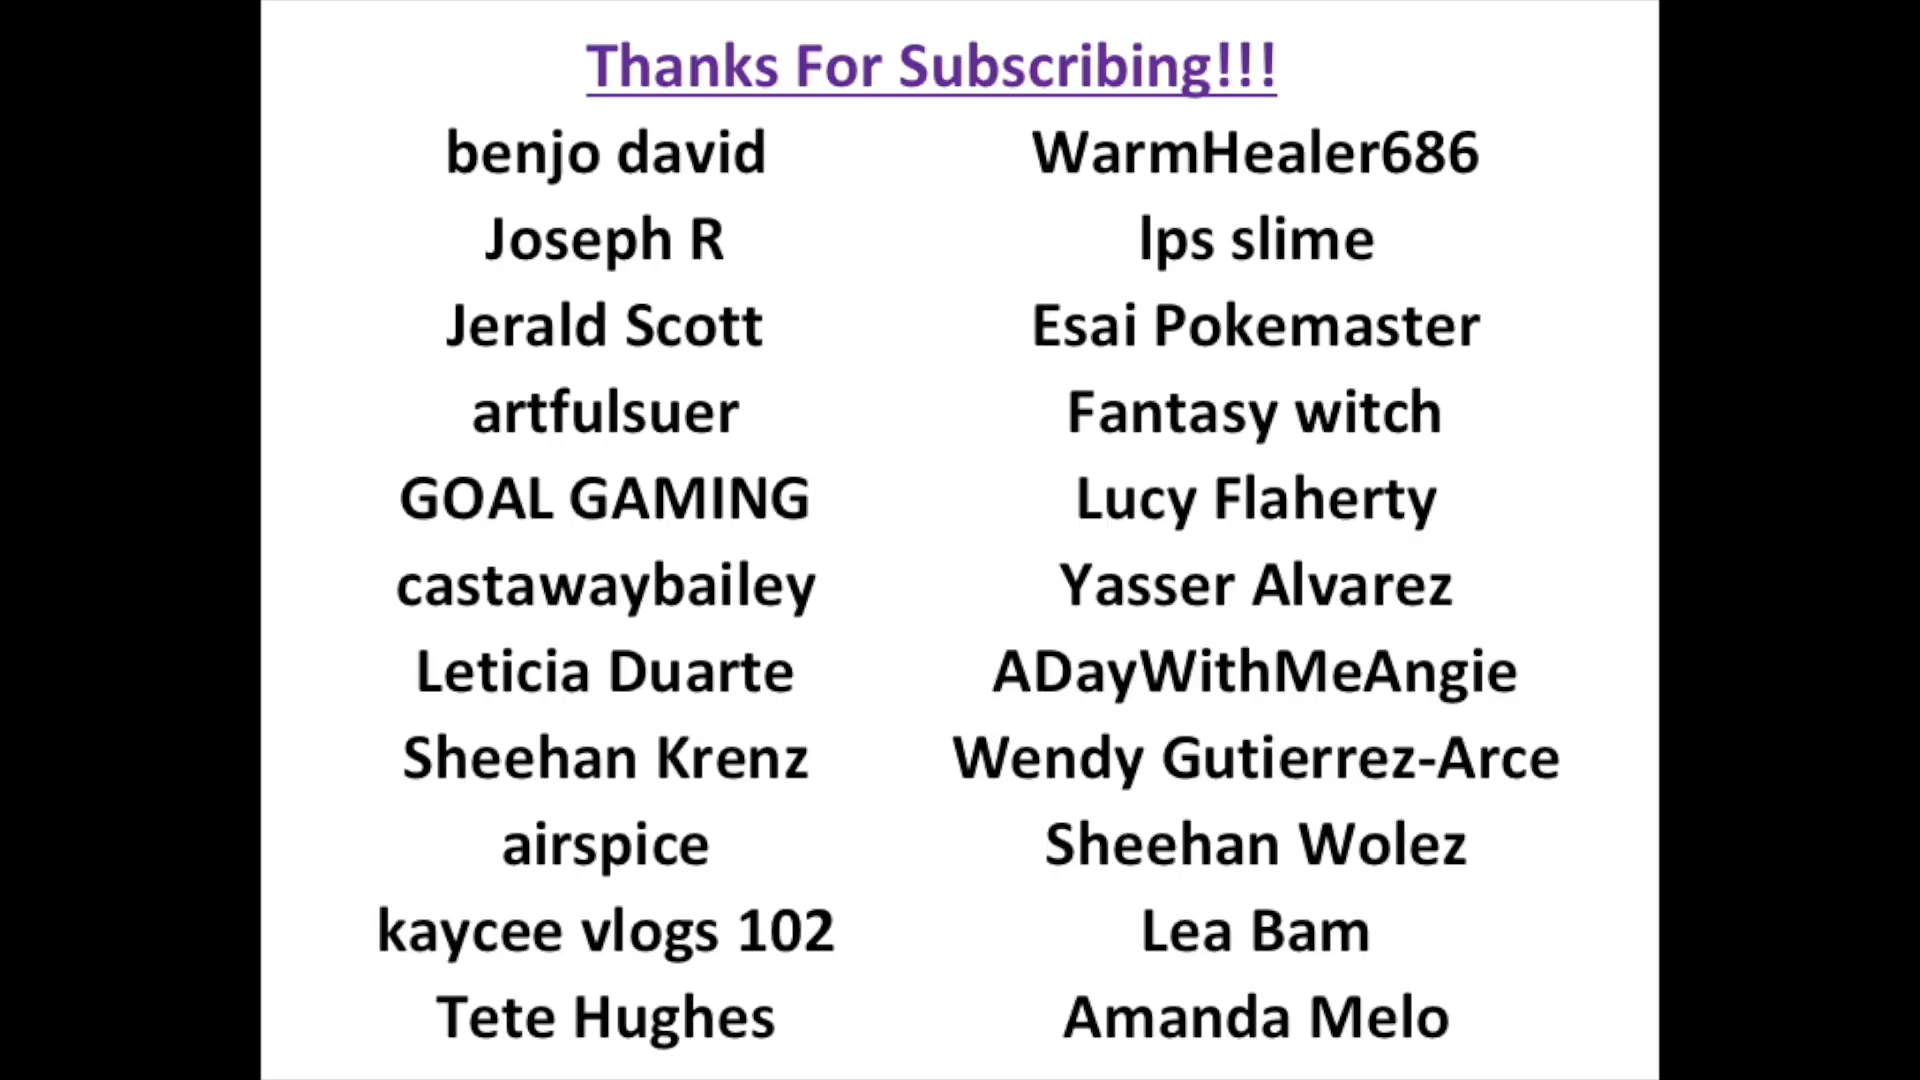 Thanks For Subscribing!!!
benjo david WarmHealer686
Joseph R lps slime
Jerald Scott Esai Pokemaster
artfulsuer Fantasy witch
GOAL GAMING Lucy Flaherty
castawaybailey Yasser Alvarez
Leticia Duarte ADayWithMeAngie
Sheehan Krenz Wendy Gutierrez-Arce
airspice Sheehan Wolez
kaycee vlogs 102 Lea Bam
Tete Hughes Amanda Melo